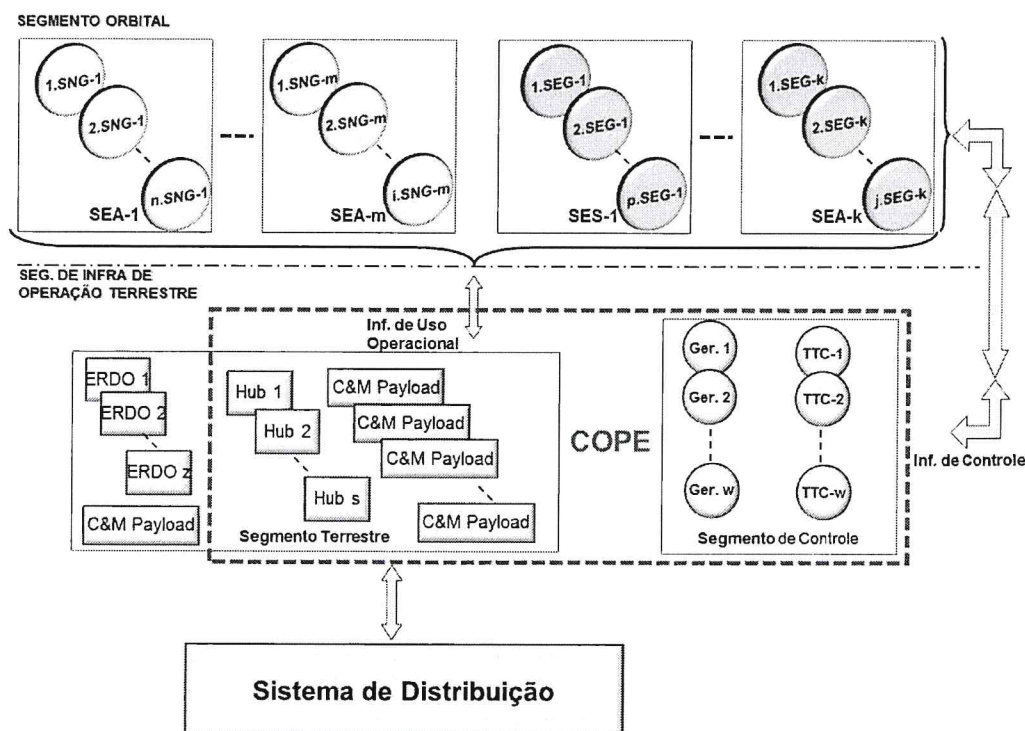 SEGMENTO ORBITAL
1.SNG-1
2.SNG-1
n.SNG-1
SEA-1
1.SNG-m
2.SNG-m
i.SNG-m
SEA-m
1.SEG-1
2.SEG-1
p.SEG-1
SES-1
1.SEG-k
2.SEG-k
j.SEG-k
SEA-k
SEG. DE INFRA DE
OPERAÇÃO TERRESTRE
Inf. de Uso
Operacional
ERDO 1
ERDO 2
ERDO z
C&M Payload
Hub 1
Hub 2
Hub s
C&M Payload
C&M Payload
C&M Payload
C&M Payload
Segmento Terrestre
COPE
Ger. 1
Ger. 2
Ger. w
TTC-1
TTC-2
TTC-w
Segmento de Controle
Inf. de Controle
Sistema de Distribuição